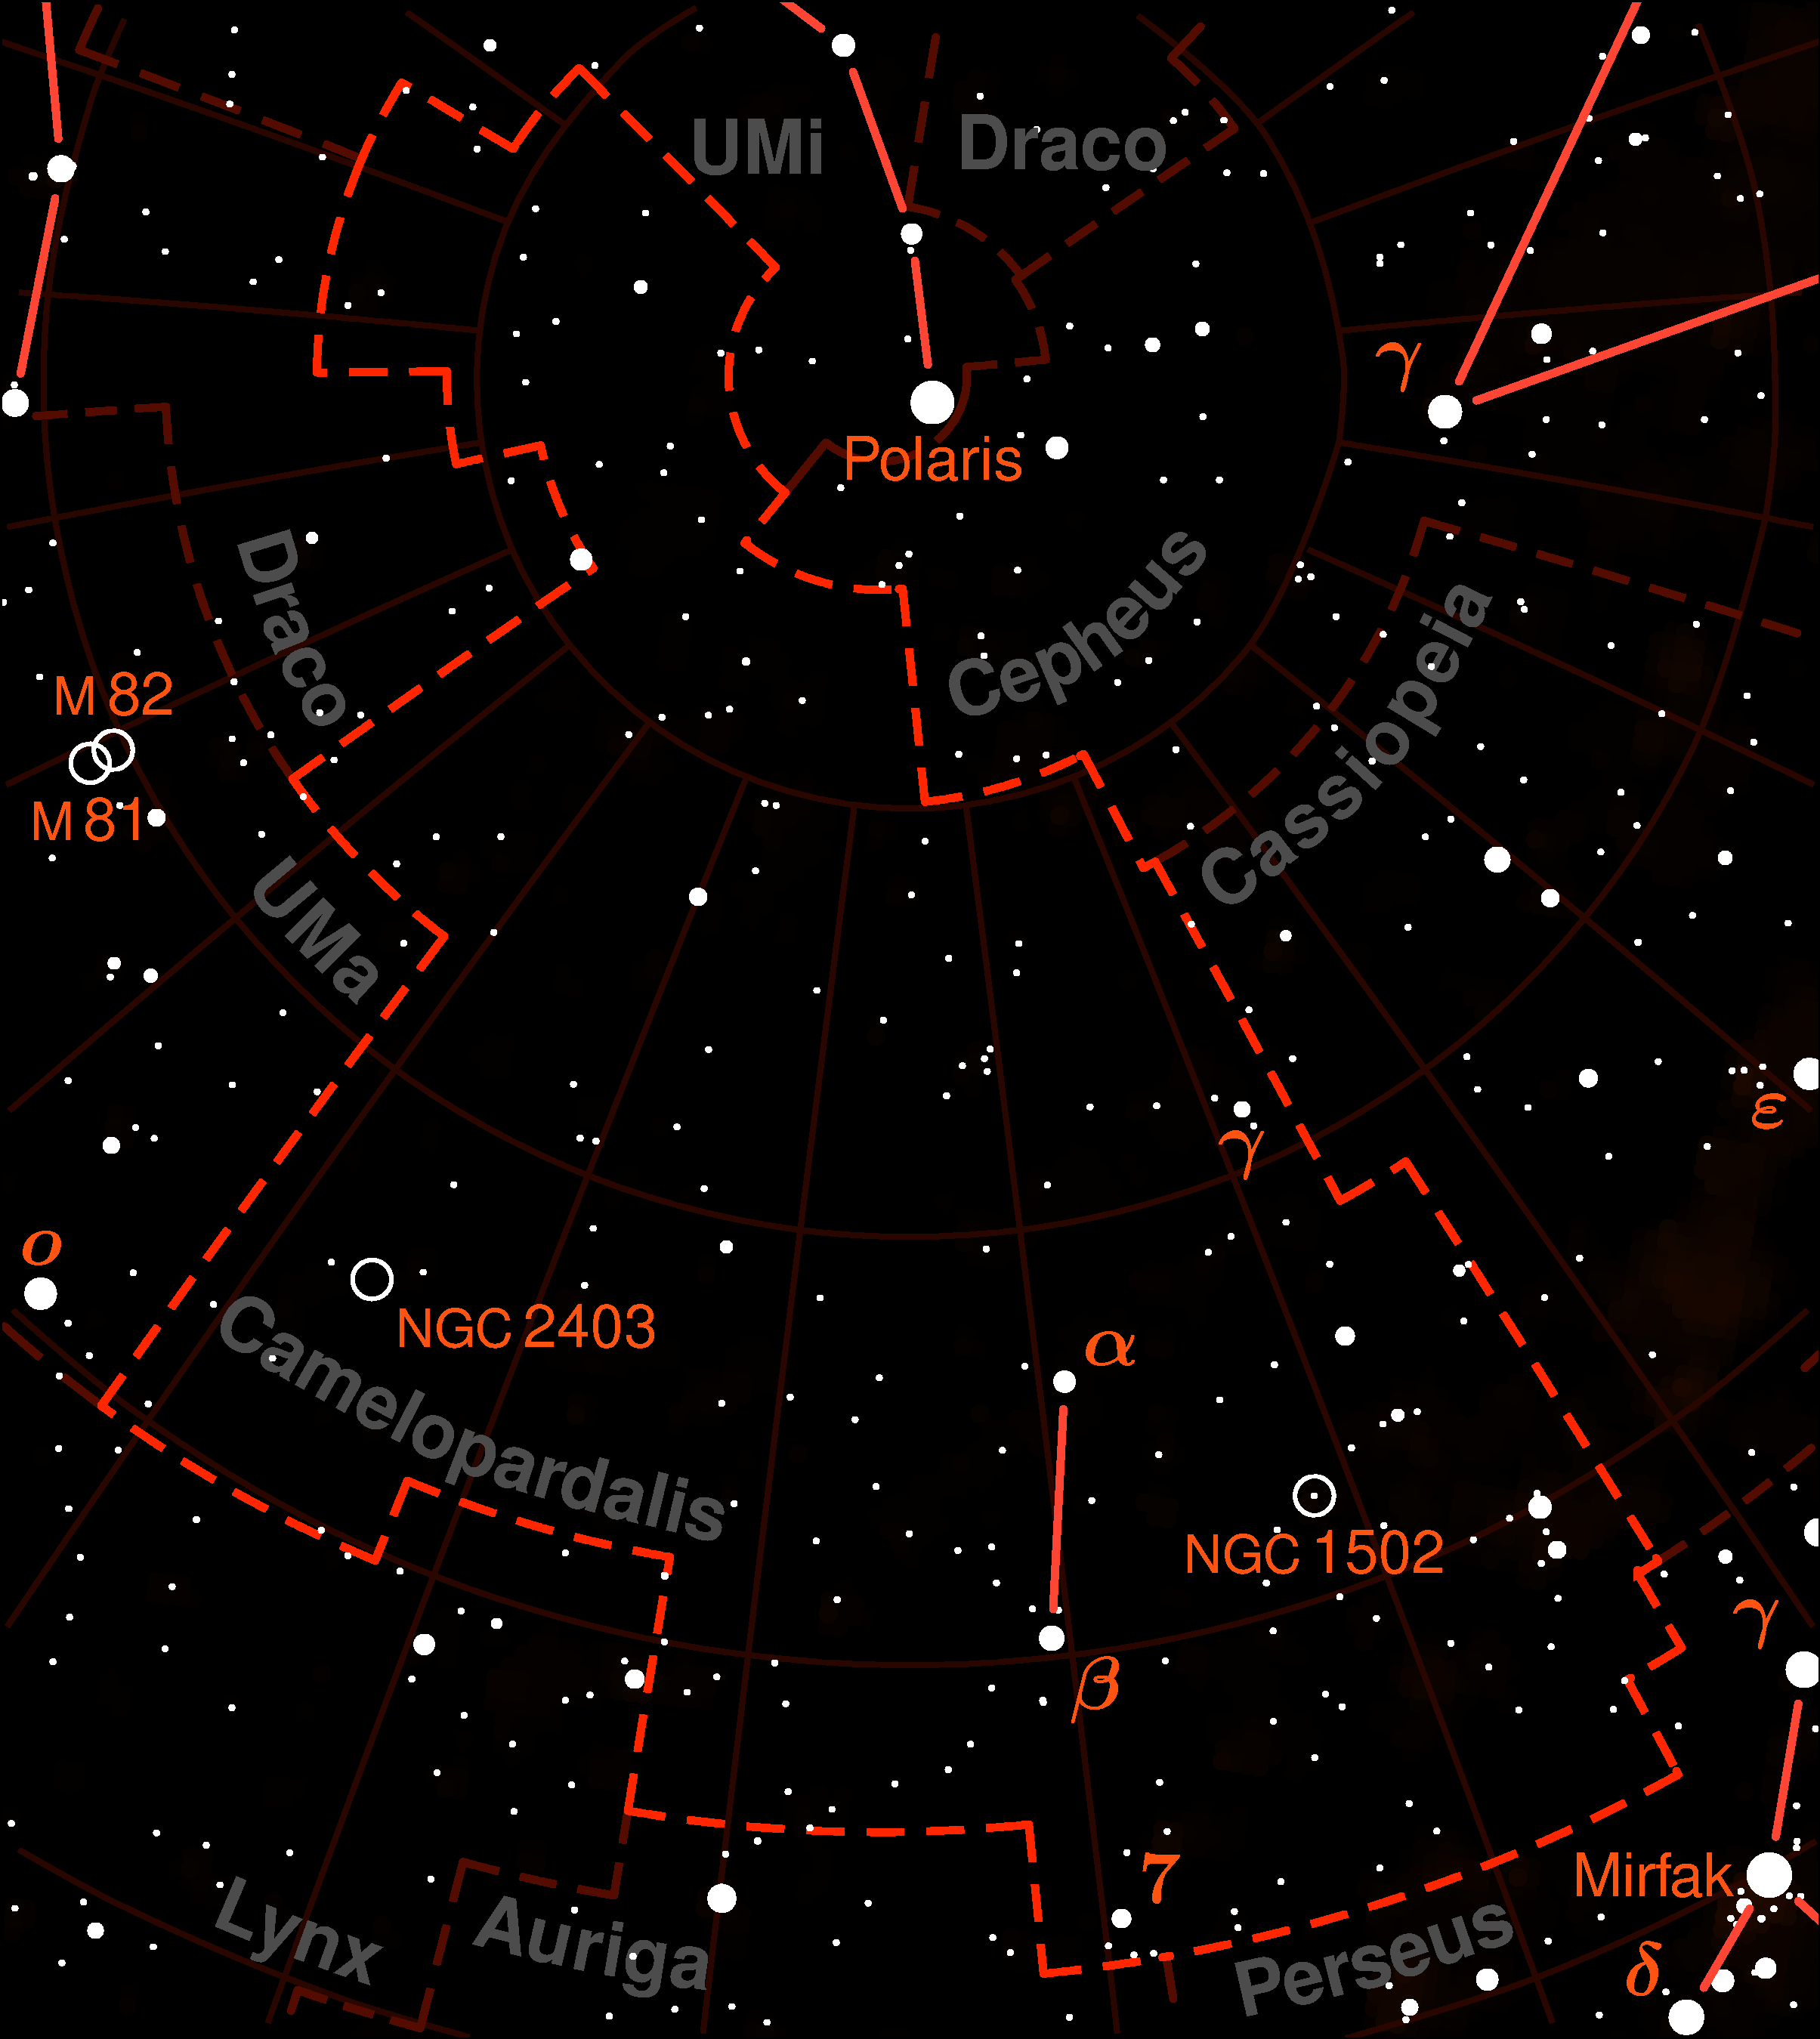 UMi
Draco
γ
Polaris
Draco
Cepheus
Cassiopeia
M 82
M 81
UMa
ε
γ
ο
NGC 2403
Camelopardalis
α
NGC 1502
γ
β
7
Mirfak
Lynx
Auriga
Perseus
δ